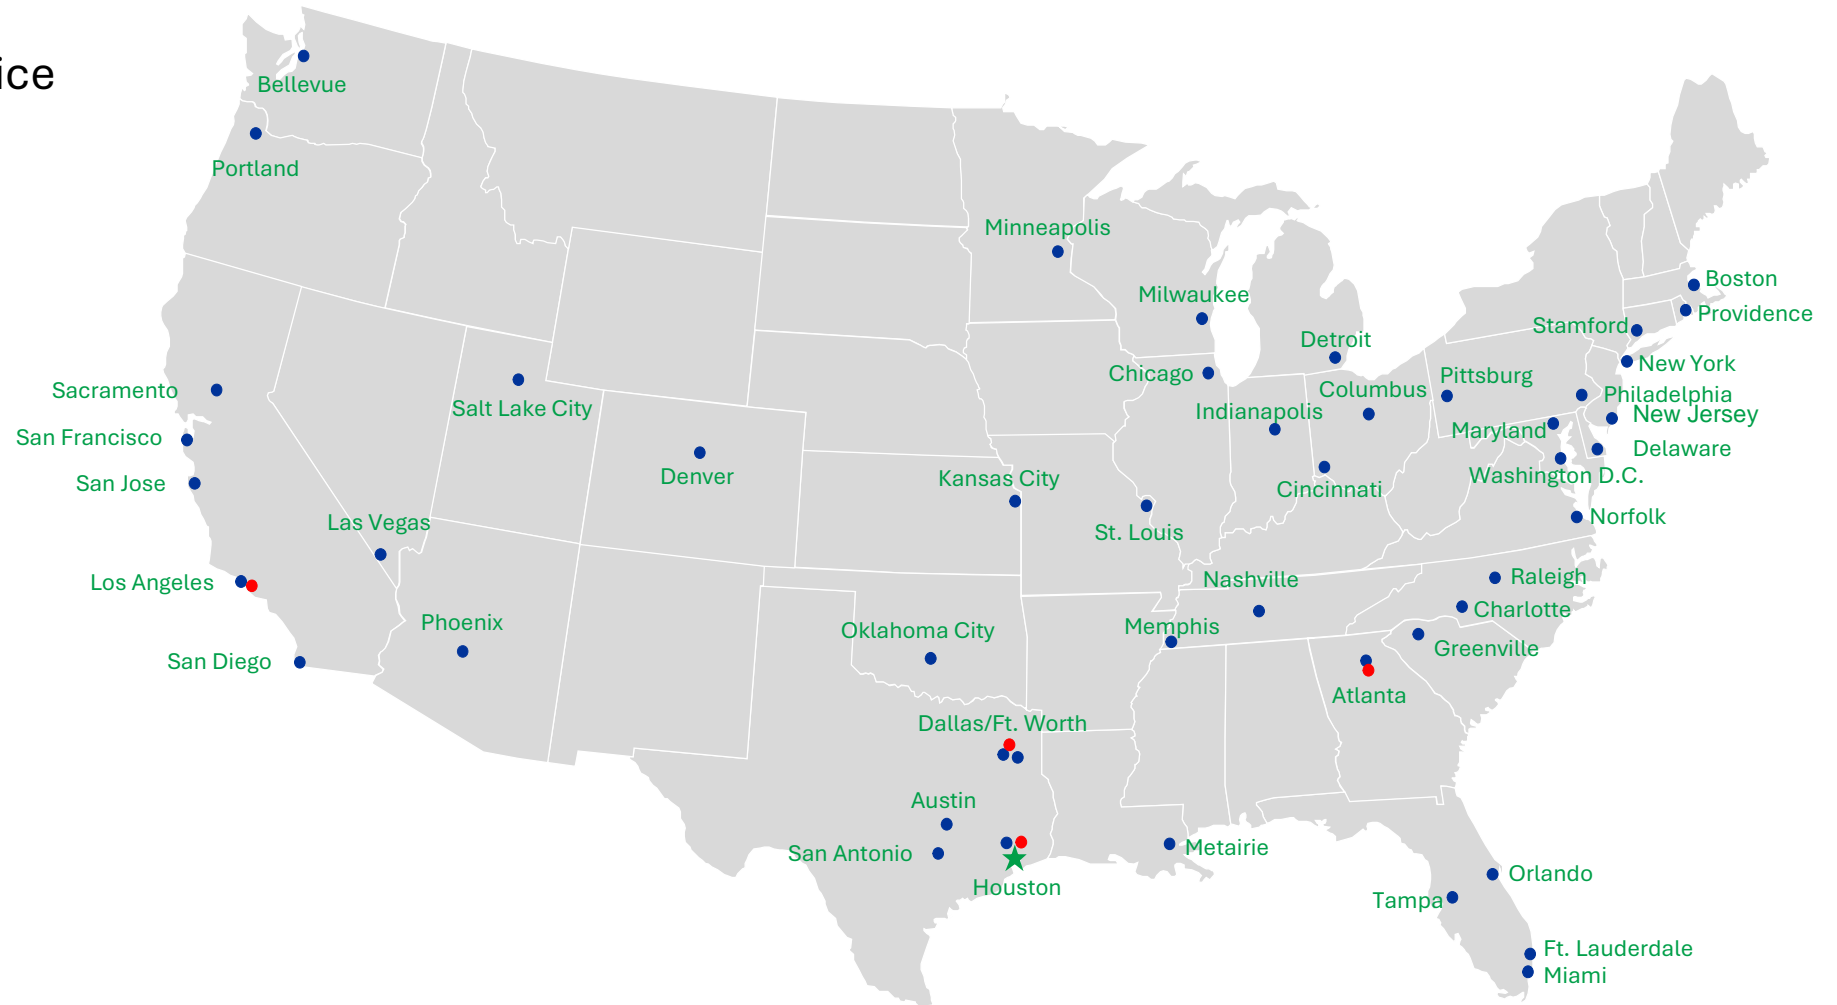 ice
Bellevue
Portland
Minneapolis
Boston
Milwaukee
Providence
Stamford
Detroit
New York
Chicago
Columbus
Pittsburg
Sacramento
Philadelphia
Salt Lake City
Indianapolis
New Jersey
Maryland
San Francisco
Delaware
Denver
Kansas City
Washington D.C.
San Jose
Cincinnati
Las Vegas
St. Louis
Norfolk
Los Angeles
Nashville
Raleigh
Charlotte
Phoenix
Oklahoma City
Memphis
Greenville
San Diego
Atlanta
Dallas/Ft. Worth
Austin
San Antonio
Metairie
Houston
Orlando
Tampa
Ft. Lauderdale
Miami